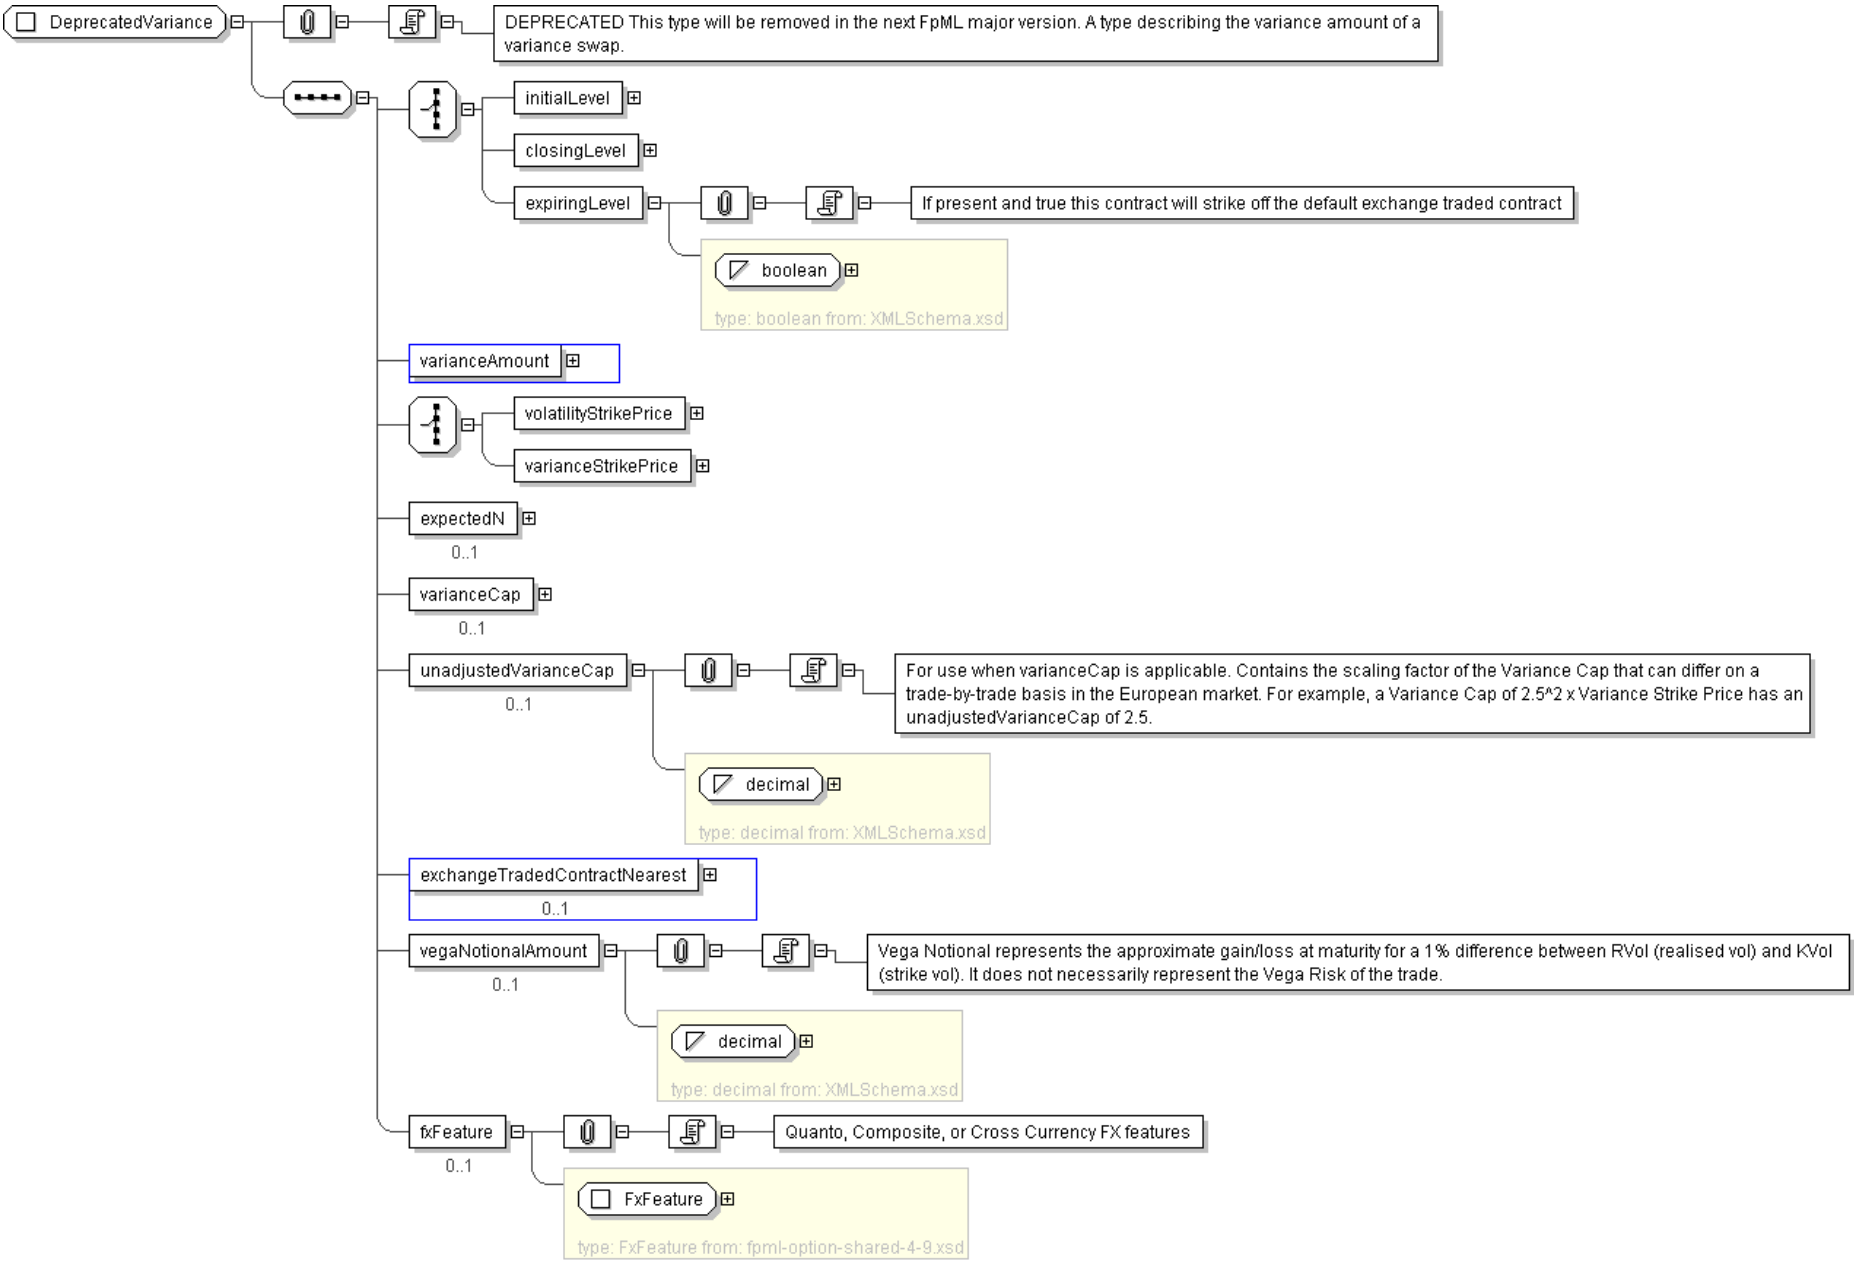 DeprecatedVariance
DEPRECATED This type will be removed in the next FpML major version. A type describing the variance amount of a
variance swap.
initialLevel
closingLevel
expiringLevel
If present and true this contract will strike off the default exchange traded contract
boolean
type: boolean from: XMLSchema.xsd
varianceAmount
volatilityStrikePrice
varianceStrikePrice
expectedN
0..1
varianceCap
0..1
unadjustedVarianceCap
0..1
For use when varianceCap is applicable. Contains the scaling factor of the Variance Cap that can differ on a
trade-by-trade basis in the European market. For example, a Variance Cap of 2.5^2 x Variance Strike Price has an
unadjustedVarianceCap of 2.5.
decimal
type: decimal from: XMLSchema.xsd
exchangeTradedContractNearest
0..1
vegaNotionalAmount
0..1
Vega Notional represents the approximate gain/loss at maturity for a 1% difference between RVol (realised vol) and KVol
(strike vol). It does not necessarily represent the Vega Risk of the trade.
decimal
type: decimal from: XMLSchema.xsd
fxFeature
0..1
Quanto, Composite, or Cross Currency FX features
FxFeature
type: FxFeature from: fpml-option-shared-4-9.xsd